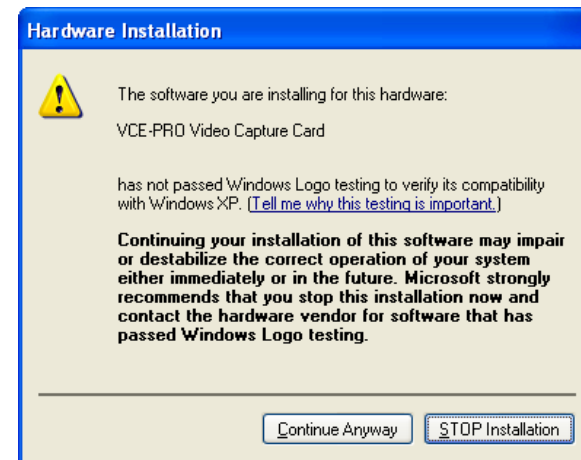 Hardware Installation
The software you are installing for this hardware:
VCE-PRO Video Capture Card
has not passed Windows Logo testing to verify its compatibility
with Windows XP. (Tell me why this testing is important.)
Continuing your installation of this software may impair
or destabilize the correct operation of your system
either immediately or in the future. Microsoft strongly
recommends that you stop this installation now and
contact the hardware vendor for software that has
passed Windows Logo testing.
Continue Anyway
STOP Installation